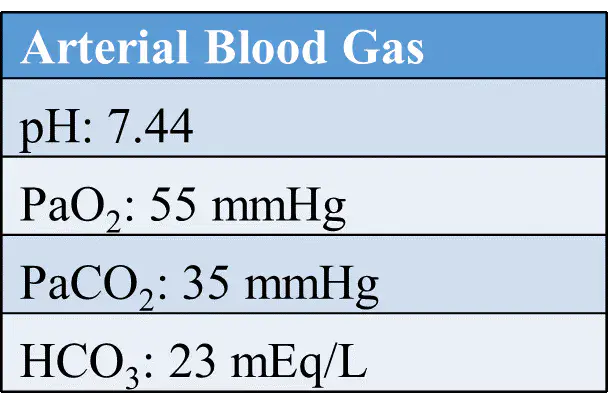 Arterial Blood Gas
pH: 7.44
PaO₂: 55 mmHg
PaCO₂: 35 mmHg
HCO₃: 23 mEq/L